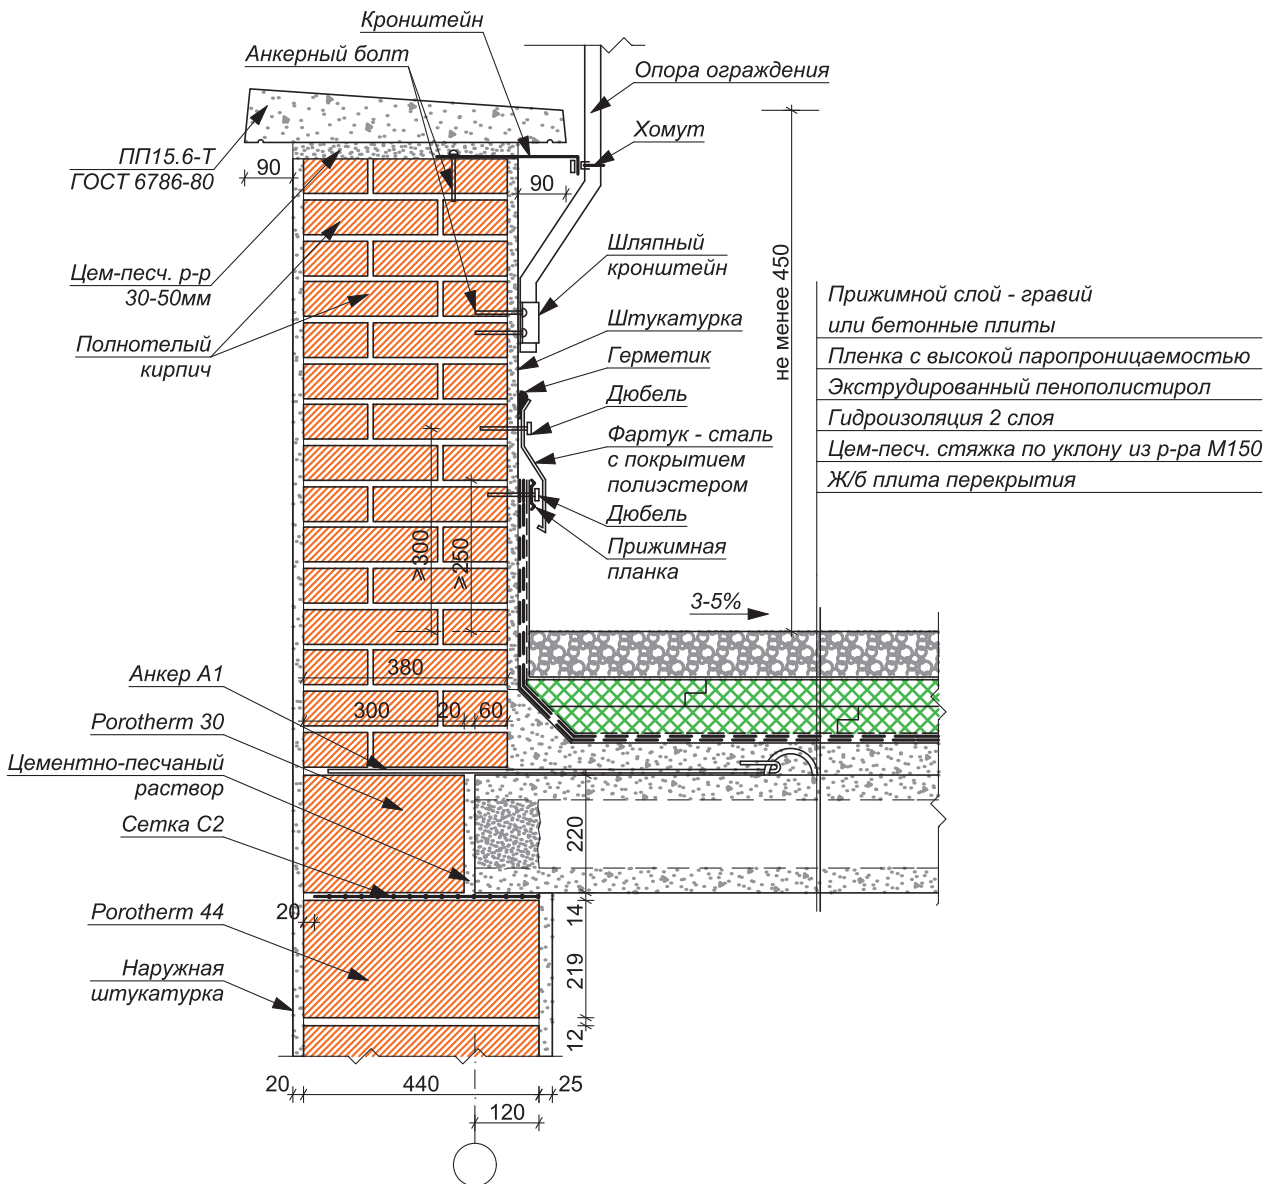 Кронштейн
Анкерный болт
Опора ограждения
Хомут
ПП15.6-Т
ГОСТ 6786-80
90
90
Шляпный
кронштейн
Цем-песч. р-р
30-50мм
Штукатурка
Полнотелый
кирпич
Герметик
Дюбель
Фартук - сталь
с покрытием
полиэстером
Дюбель
Прижимная
планка
не менее 450
Прижимной слой - гравий
или бетонные плиты
Пленка с высокой паропроницаемостью
Экструдированный пенополистирол
Гидроизоляция 2 слоя
Цем-песч. стяжка по уклону из р-ра М150
Ж/б плита перекрытия
⩾300
⩾250
3-5%
380
300
20
60
Анкер А1
Porotherm 30
Цементно-песчаный
раствор
Сетка С2
220
20
14
Porotherm 44
219
Наружная
штукатурка
12
20
440
25
120